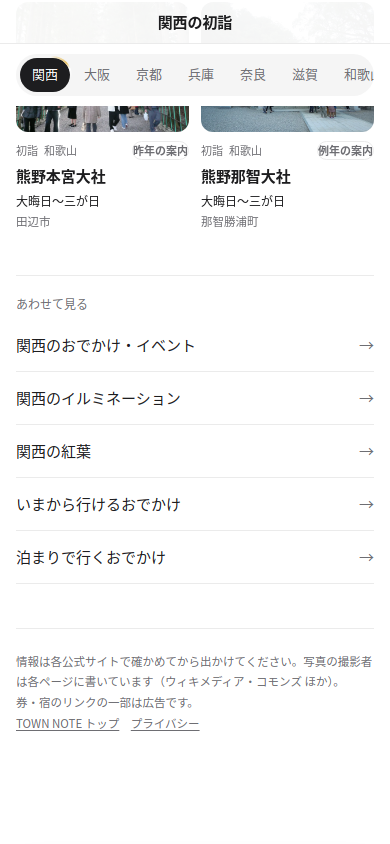 関西の初詣
関西 大阪 京都 兵庫 奈良 滋賀
初詣 和歌山 昨年の案内
熊野本宮大社
大晦日〜三が日
田辺市
初詣 和歌山 例年の案内
熊野那智大社
大晦日〜三が日
那智勝浦町
あわせて見る
関西のおでかけ・イベント →
関西のイルミネーション →
関西の紅葉 →
いまから行けるおでかけ →
泊まりで行くおでかけ →
情報は各公式サイトで確かめてから出かけてください。写真の撮影者
は各ページに書いています（ウィキメディア・コモンズ ほか）。
券・宿のリンクの一部は広告です。
TOWN NOTE トップ プライバシー